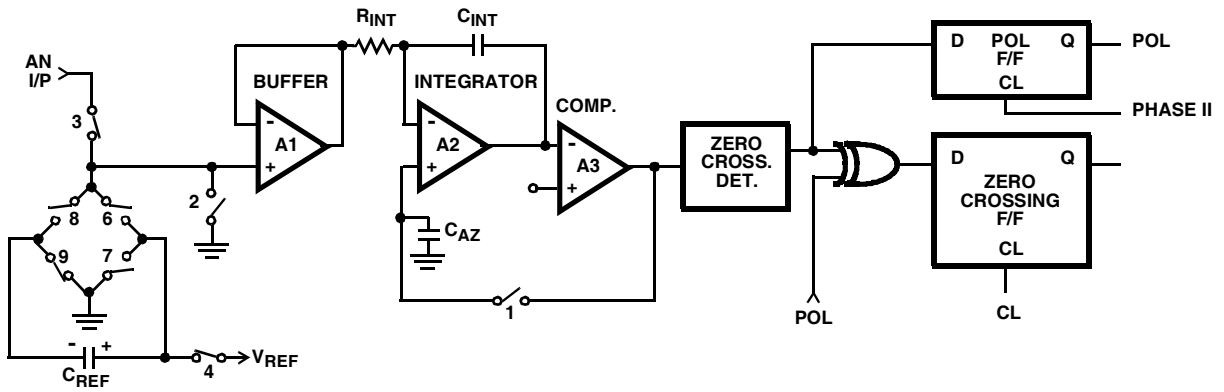 AN
I/P
3
8
6
9
7
-
+
C_REF
4
V_REF
2
BUFFER
-
+
A1
R_INT
C_INT
INTEGRATOR
-
+
A2
C_AZ
1
COMP.
-
+
A3
ZERO
CROSS.
DET.
POL
D
POL
F/F
Q
CL
POL
PHASE II
D
Q
ZERO
CROSSING
F/F
CL
CL